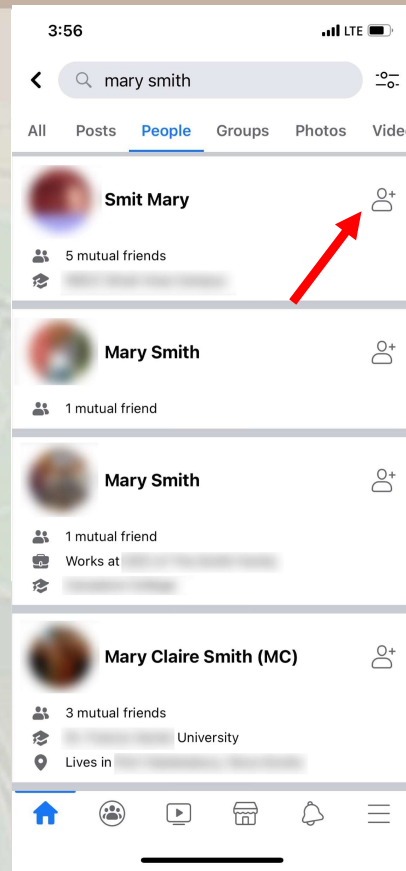 3:56
LTE
mary smith
All Posts People Groups Photos Vide
Smit Mary
5 mutual friends
Mary Smith
1 mutual friend
Mary Smith
1 mutual friend
Works at
Mary Claire Smith (MC)
3 mutual friends
University
Lives in